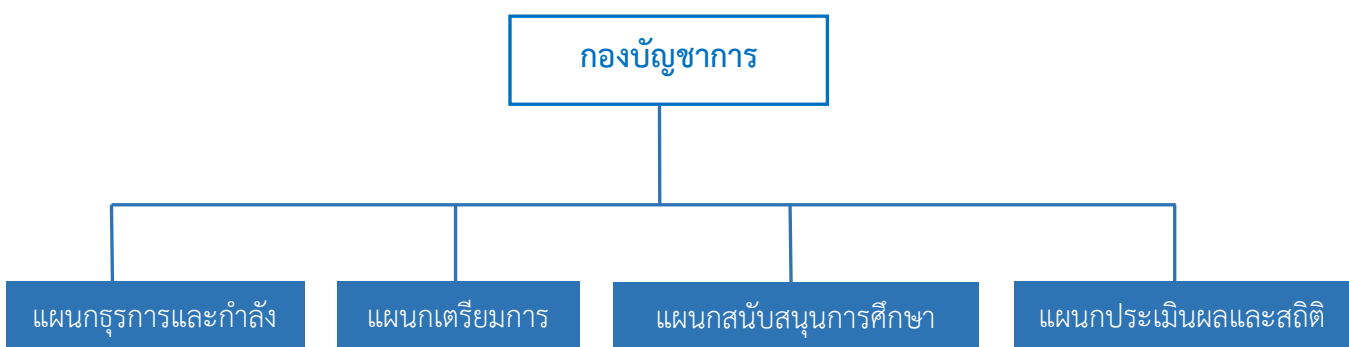 กองบัญชาการ
แผนกธุรการและกำลัง
แผนกเตรียมการ
แผนกสนับสนุนการศึกษา
แผนกประเมินผลและสถิติ